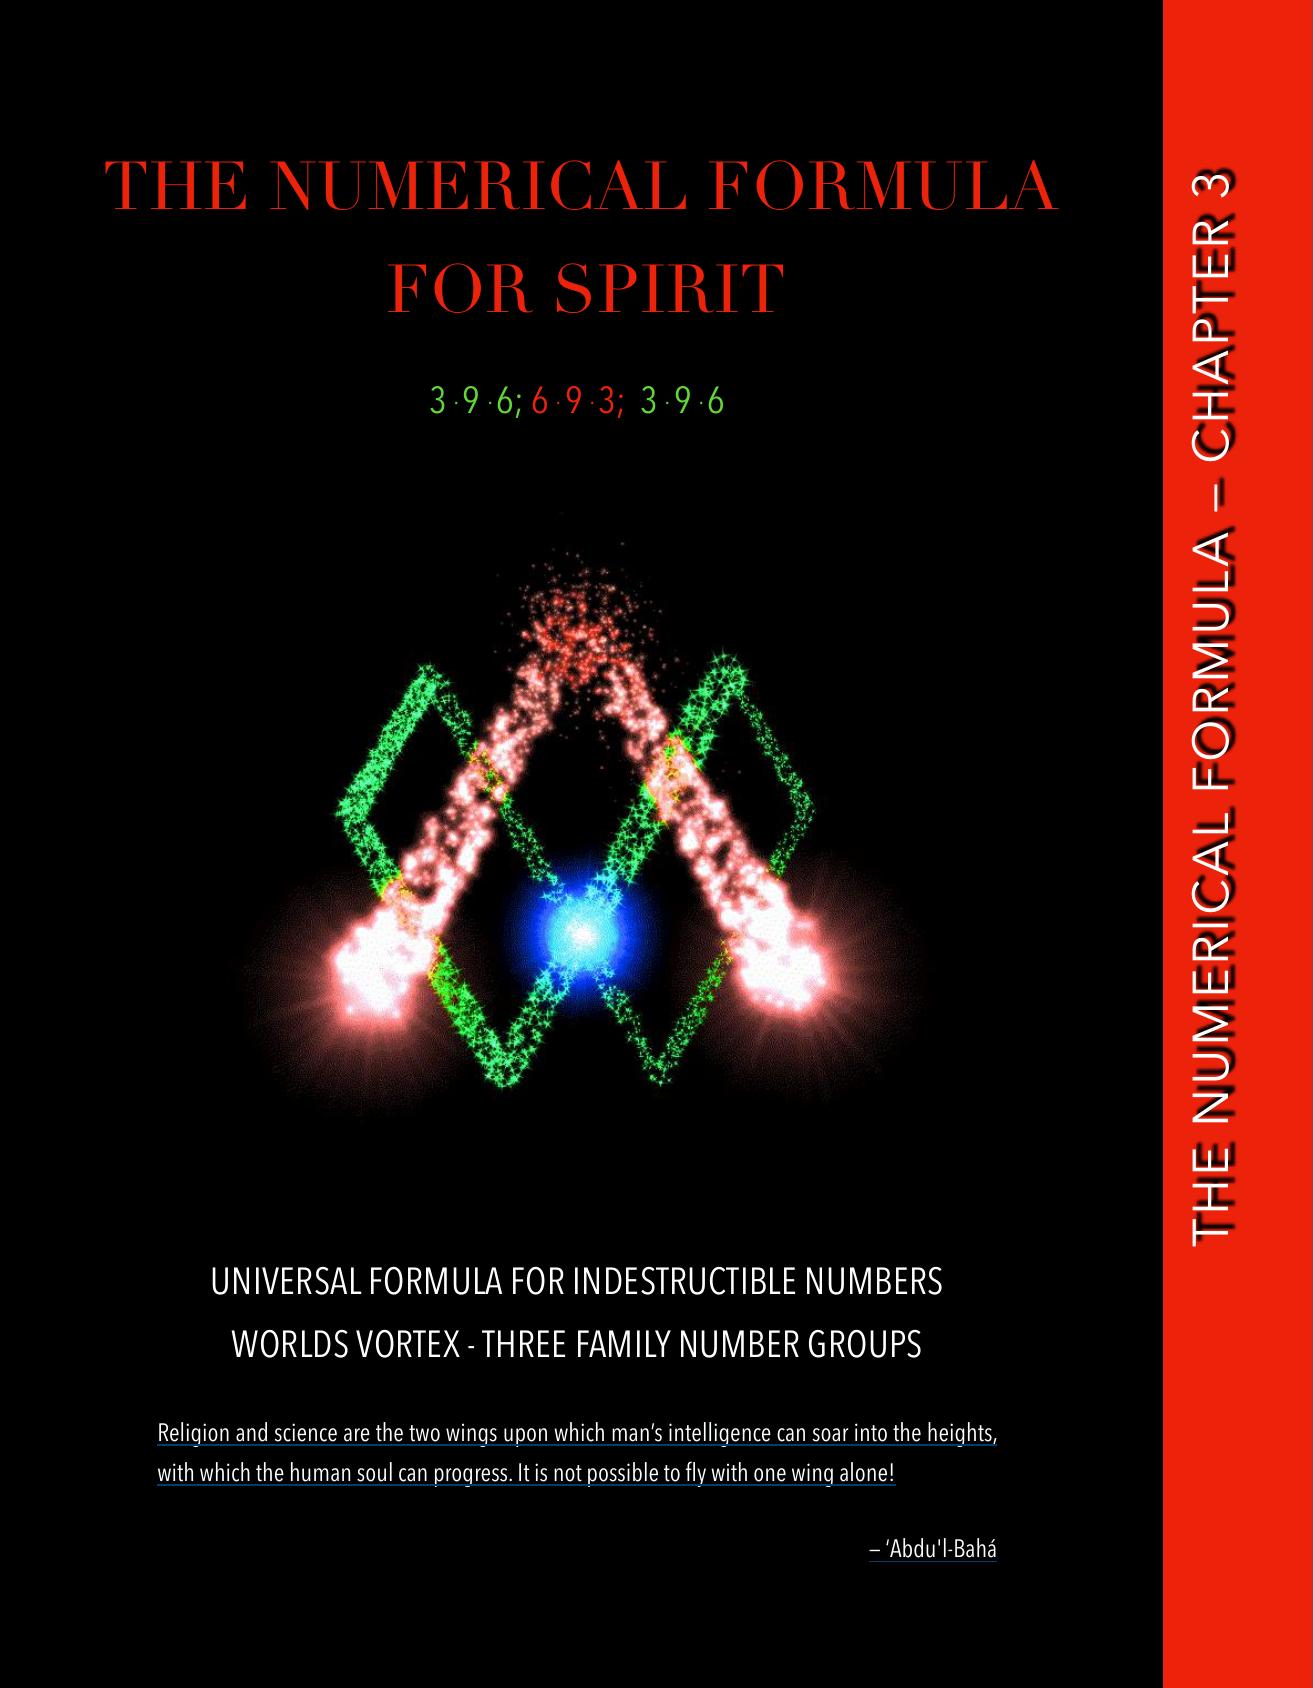 THE NUMERICAL FORMULA
FOR SPIRIT
3·9·6; 6·9·3; 3·9·6
UNIVERSAL FORMULA FOR INDESTRUCTIBLE NUMBERS
WORLDS VORTEX - THREE FAMILY NUMBER GROUPS
Religion and science are the two wings upon which man’s intelligence can soar into the heights,
with which the human soul can progress. It is not possible to fly with one wing alone!
– ‘Abdu'l-Bahá
THE NUMERICAL FORMULA – CHAPTER 3